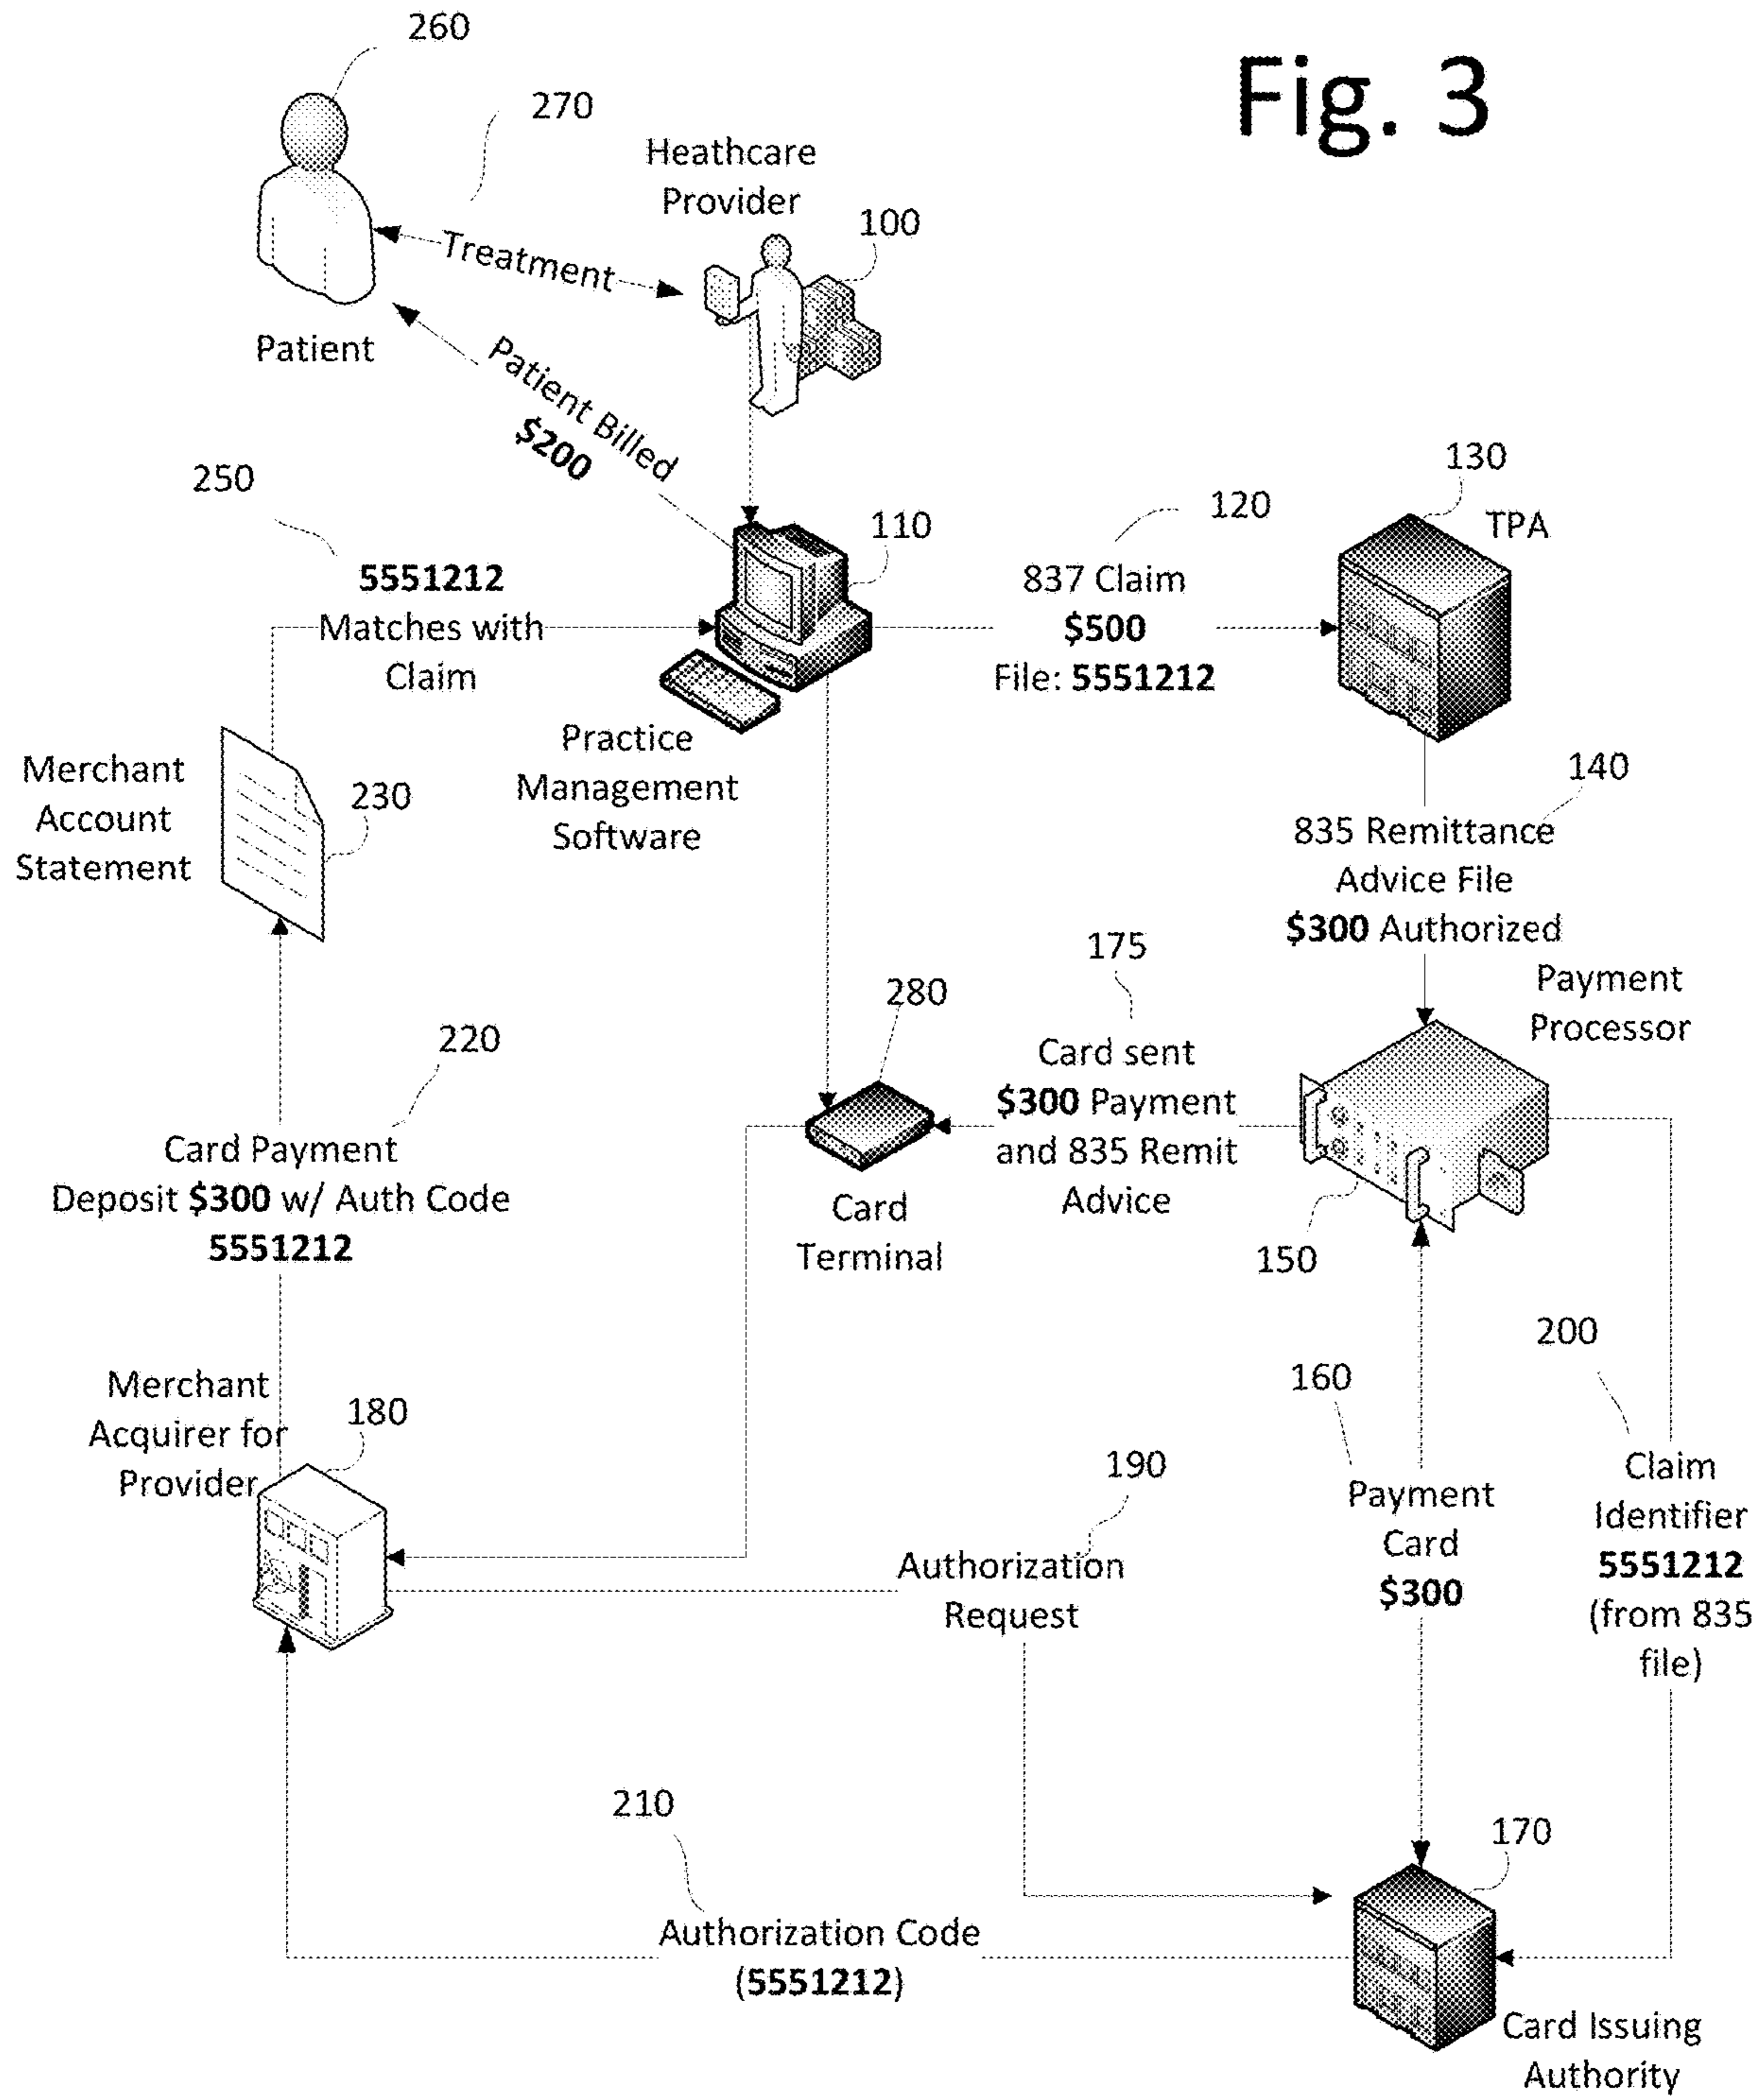 260
Fig. 3
270
Heathcare
Provider
100
Treatment
Patient
Patient Billed
$200
250
130
TPA
120
110
5551212
Matches with
Claim
837 Claim
$500
File: 5551212
Practice
Management
Software
Merchant
Account
Statement
230
140
835 Remittance
Advice File
$300 Authorized
Payment
Processor
175
280
Card sent
$300 Payment
and 835 Remit
Advice
220
Card Payment
Deposit $300 w/ Auth Code
5551212
Card
Terminal
150
200
160
Merchant
Acquirer for
Provider
180
190
Claim
Identifier
5551212
(from 835
file)
Payment
Card
$300
Authorization
Request
210
170
Authorization Code
(5551212)
Card Issuing
Authority